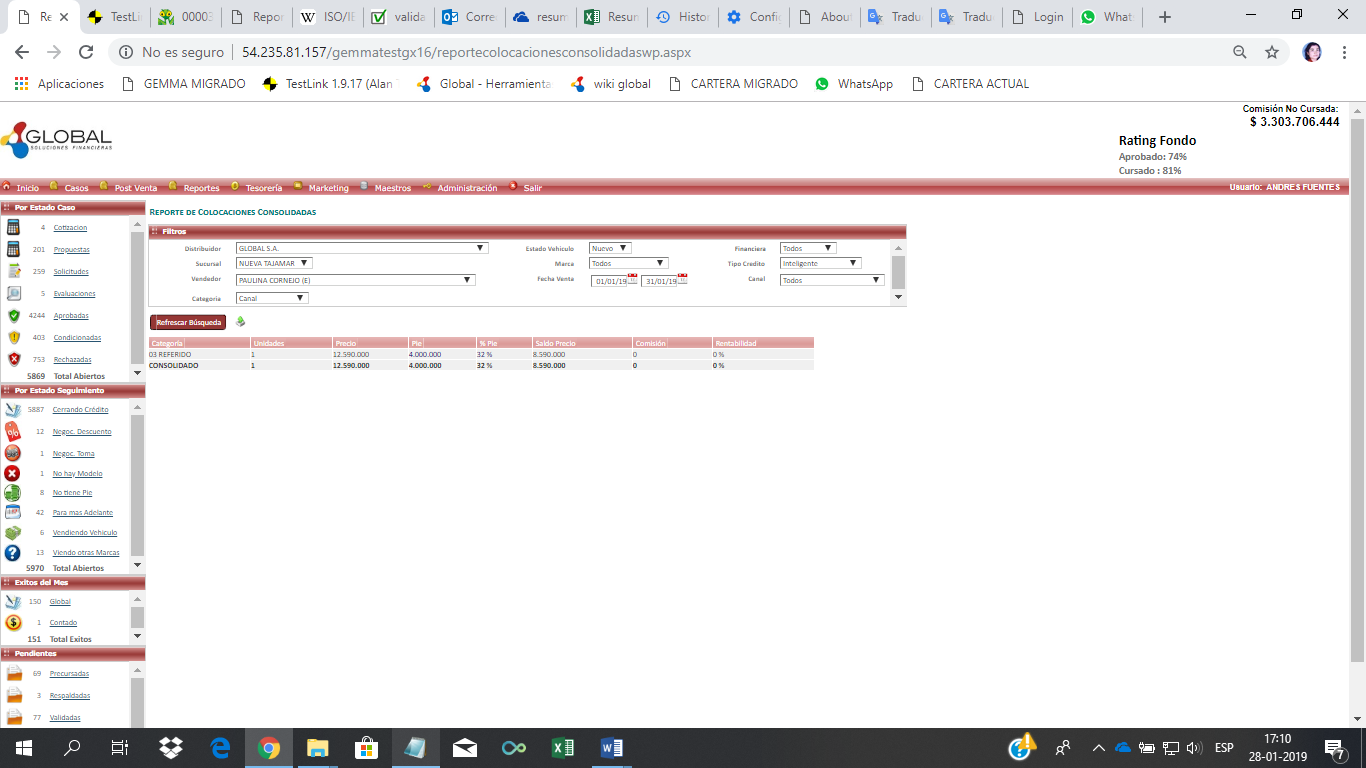 Re
TestLi
00003
Repor
ISO/IE
valida
Corre
resum
Resun
Histor
Config
About
Tradu
Tradu
Login
What
No es seguro | 54.235.81.157/gemmatestgx16/reportecolocacionesconsolidadaswp.aspx
Aplicaciones GEMMA MIGRADO TestLink 1.9.17 (Alan Global - Herramienta: wiki global CARTERA MIGRADO WhatsApp CARTERA ACTUAL
Comisión No Cursada:
$ 3.303.706.444
GLOBAL
SOLUCIONES FINANCIERAS
Rating Fondo
Aprobado: 74%
Cursado : 81%
Inicio Casos Post Venta Reportes Tesorería Marketing Maestros Administración Salir Usuario: ANDRES FUENTES
Por Estado Caso
4 Cotizacion
201 Propuestas
259 Solicitudes
5 Evaluaciones
4244 Aprobadas
403 Condicionadas
753 Rechazadas
5869 Total Abiertos
Por Estado Seguimiento
5887 Cerrando Crédito
12 Negoc. Descuento
1 Negoc. Toma
1 No hay Modelo
8 No tiene Pie
42 Para mas Adelante
6 Vendiendo Vehiculo
13 Viendo otras Marcas
5970 Total Abiertos
Exitos del Mes
150 Global
1 Contado
151 Total Exitos
Pendientes
69 Precursadas
3 Respaldadas
77 Validadas
REPORTE DE COLOCACIONES CONSOLIDADAS
Filtros
Distribuidor GLOBAL S.A. Estado Vehiculo Nuevo Financiera Todos
Sucursal NUEVA TAJAMAR Marca Todos Tipo Credito Inteligente
Vendedor PAULINA CORNEJO (E) Fecha Venta 01/01/19 31/01/19 Canal Todos
Categoria Canal
Refrescar Búsqueda
Categoría Unidades Precio Pie % Pie Saldo Precio Comisión Rentabilidad
03 REFERIDO 1 12.590.000 4.000.000 32 % 8.590.000 0 0 %
CONSOLIDADO 1 12.590.000 4.000.000 32 % 8.590.000 0 0 %
ESP
17:10
28-01-2019
7